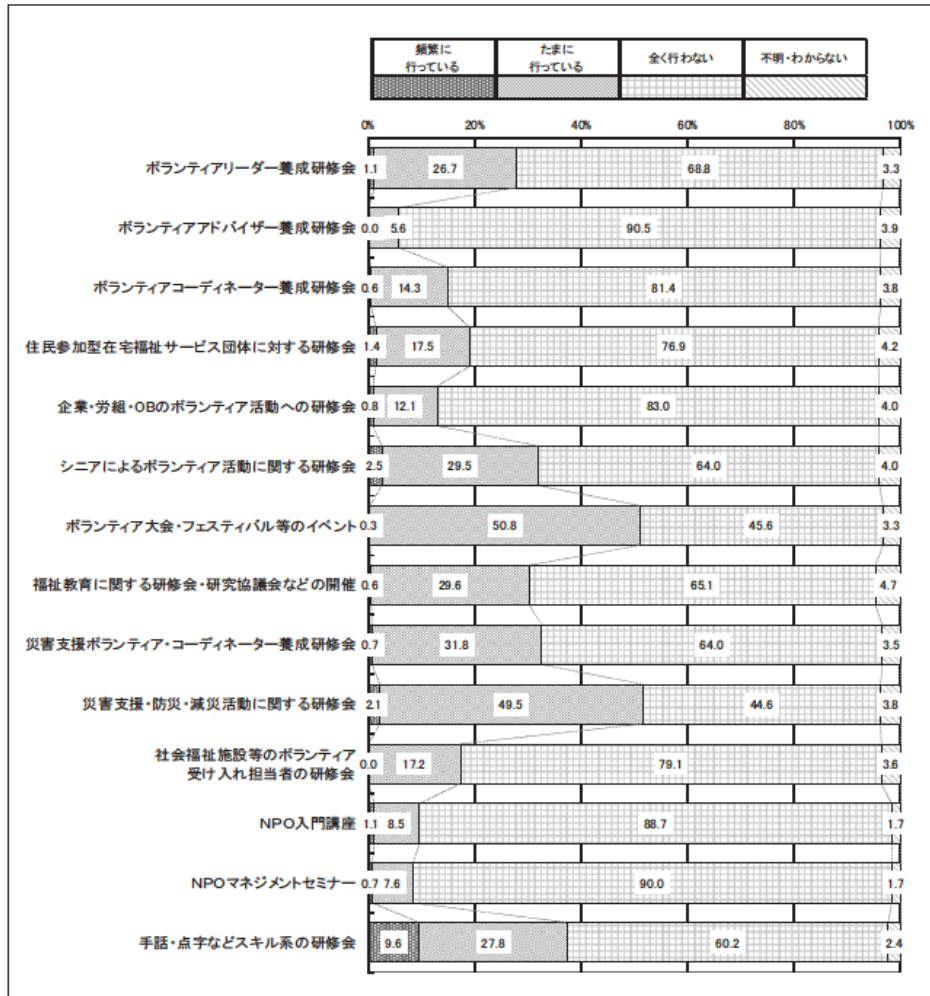 頻繁に
行っている
たまに
行っている
全く行わない
不明・わからない
0% 20% 40% 60% 80% 100%
ボランティアリーダー養成研修会 1.1 26.7 68.8 3.3
ボランティアアドバイザー養成研修会 0.0 5.6 90.5 3.9
ボランティアコーディネーター養成研修会 0.6 14.3 81.4 3.8
住民参加型在宅福祉サービス団体に対する研修会 1.4 17.5 76.9 4.2
企業・労組・OBのボランティア活動への研修会 0.8 12.1 83.0 4.0
シニアによるボランティア活動に関する研修会 2.5 29.5 64.0 4.0
ボランティア大会・フェスティバル等のイベント 0.3 50.8 45.6 3.3
福祉教育に関する研修会・研究協議会などの開催 0.6 29.6 65.1 4.7
災害支援ボランティア・コーディネーター養成研修会 0.7 31.8 64.0 3.5
災害支援・防災・減災活動に関する研修会 2.1 49.5 44.6 3.8
社会福祉施設等のボランティア
受け入れ担当者の研修会 0.0 17.2 79.1 3.6
NPO入門講座 1.1 8.5 88.7 1.7
NPOマネジメントセミナー 0.7 7.6 90.0 1.7
手話・点字などスキル系の研修会 9.6 27.8 60.2 2.4